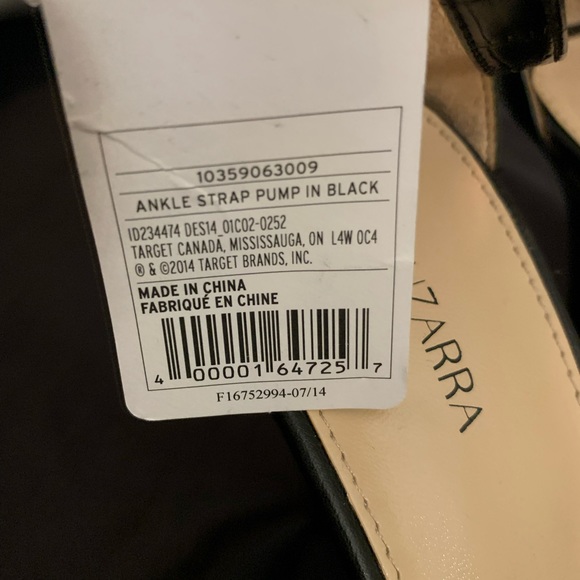 10359063009
ANKLE STRAP PUMP IN BLACK
ID234474 DES14_01C02-0252
TARGET CANADA, MISSISSAUGA, ON L4W 0C4
® & ©2014 TARGET BRANDS, INC.
MADE IN CHINA
FABRIQUÉ EN CHINE
4 00001 64725 7
F16752994-07/14